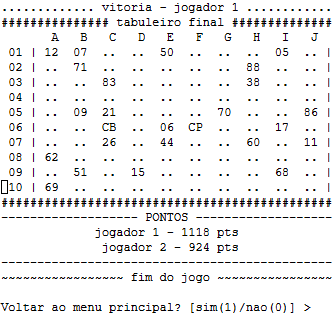 ............. vitoria - jogador 1 .............
############### tabuleiro final ###############
A B C D E F G H I J
01 | 12 07 .. .. 50 .. .. .. 05 .. |
02 | .. 71 .. .. .. .. .. 88 .. .. |
03 | .. .. 83 .. .. .. .. 38 .. .. |
04 | .. .. .. .. .. .. .. .. .. .. |
05 | .. 09 21 .. .. .. 70 .. .. 86 |
06 | .. .. CB .. 06 CP .. .. 17 .. |
07 | .. .. 26 .. 44 .. .. 60 .. 11 |
08 | 62 .. .. .. .. .. .. .. .. .. |
09 | .. 51 .. 15 .. .. .. .. 68 .. |
10 | 69 .. .. .. .. .. .. .. .. .. |
###############################################
-------------------- PONTOS -------------------
jogador 1 - 1118 pts
jogador 2 - 924 pts
-----------------------------------------------
~~~~~~~~~~~~~~~~~ fim do jogo ~~~~~~~~~~~~~~~~~
Voltar ao menu principal? [sim(1)/nao(0)] >